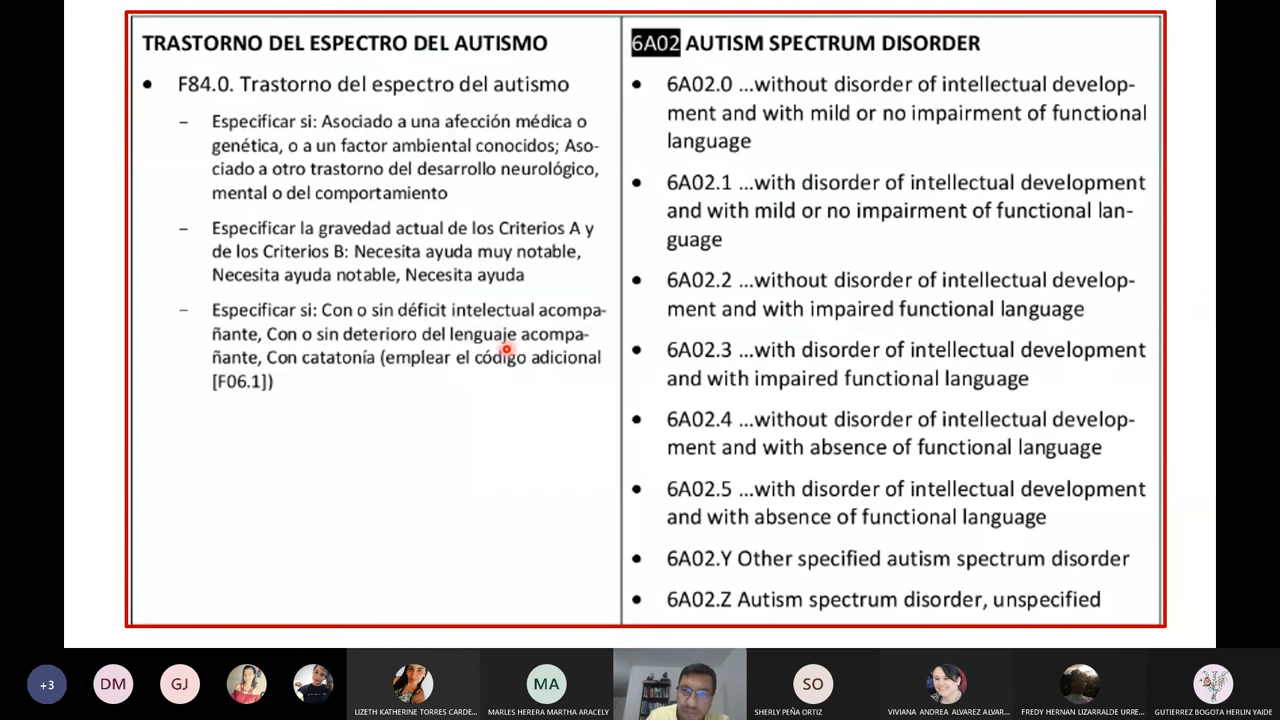 TRASTORNO DEL ESPECTRO DEL AUTISMO
• F84.0. Trastorno del espectro del autismo
– Especificar si: Asociado a una afección médica o
genética, o a un factor ambiental conocidos; Aso-
ciado a otro trastorno del desarrollo neurológico,
mental o del comportamiento
– Especificar la gravedad actual de los Criterios A y
de los Criterios B: Necesita ayuda muy notable,
Necesita ayuda notable, Necesita ayuda
– Especificar si: Con o sin déficit intelectual acompa-
ñante, Con o sin deterioro del lenguaje acompa-
ñante, Con catatonía (emplear el código adicional
[F06.1])
6A02 AUTISM SPECTRUM DISORDER
• 6A02.0 ...without disorder of intellectual develop-
ment and with mild or no impairment of functional
language
• 6A02.1 ...with disorder of intellectual development
and with mild or no impairment of functional lan-
guage
• 6A02.2 ...without disorder of intellectual develop-
ment and with impaired functional language
• 6A02.3 ...with disorder of intellectual development
and with impaired functional language
• 6A02.4 ...without disorder of intellectual develop-
ment and with absence of functional language
• 6A02.5 ...with disorder of intellectual development
and with absence of functional language
• 6A02.Y Other specified autism spectrum disorder
• 6A02.Z Autism spectrum disorder, unspecified
+3
DM
GJ
LIZETH KATHERINE TORRES CARDE...
MA
MARLES HERERA MARTHA ARACELY
SO
SHERLY PEÑA ORTIZ
VIVIANA ANDREA ALVAREZ ALVAR...
FREDY HERNAN LIZARRALDE URRE...
GUTIERREZ BOGOTA HERLIN YAIDE